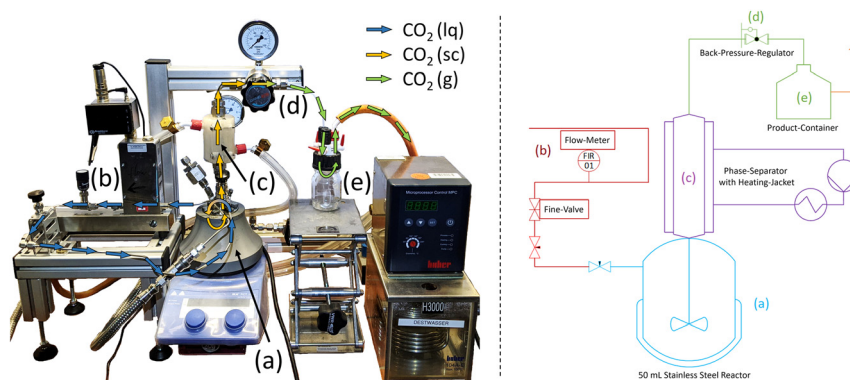 CO2 (lq)
CO2 (sc)
CO2 (g)
(d)
(b)
(c)
(e)
(a)
Microprocessor Control MPC
huber
H3000
DESTWASSER
(d)
Back-Pressure-Regulator
(e)
Product-Container
(b)
Flow-Meter
FIR
01
Fine-Valve
(c)
Phase-Separator
with Heating-Jacket
(a)
50 mL Stainless Steel Reactor